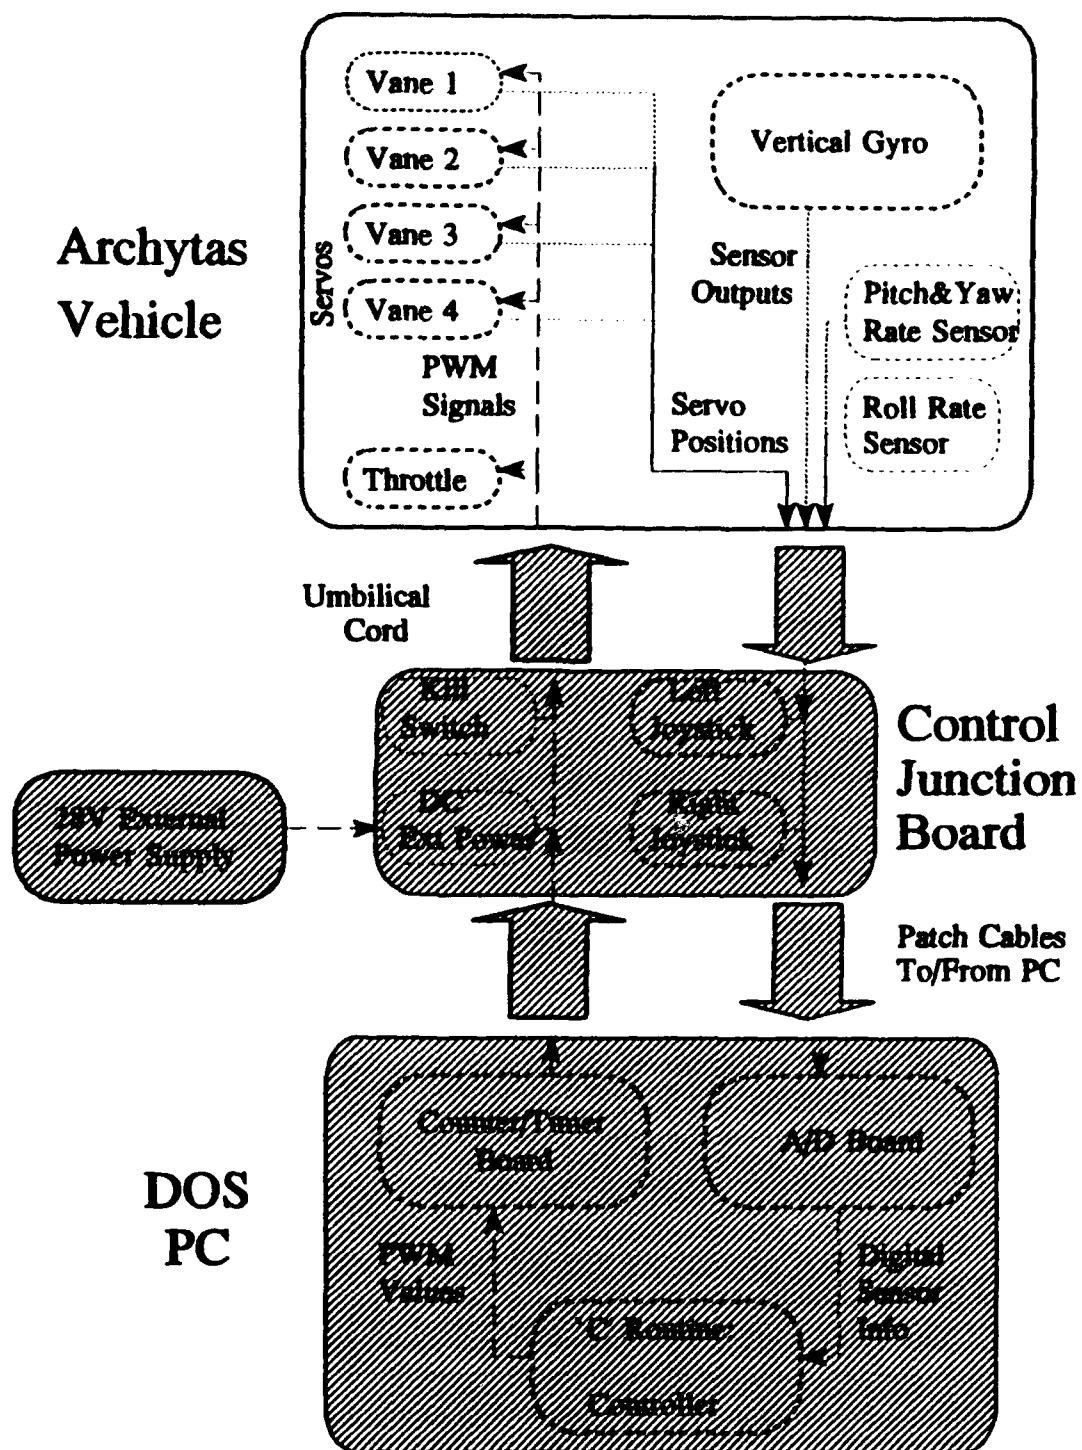 Archytas
Vehicle
Servos
Vane 1
Vane 2
Vane 3
Vane 4
PWM
Signals
Throttle
Vertical Gyro
Sensor
Outputs
Pitch&Yaw
Rate Sensor
Roll Rate
Sensor
Servo
Positions
Umbilical
Cord
Kill
Switch
Left
Joystick
DC
Ext Power
Right
Joystick
Control
Junction
Board
28V External
Power Supply
Patch Cables
To/From PC
DOS
PC
Counter/Timer
Board
A/D Board
PWM
Values
Digital
Sensor
Info
'C' Routine:
Controller